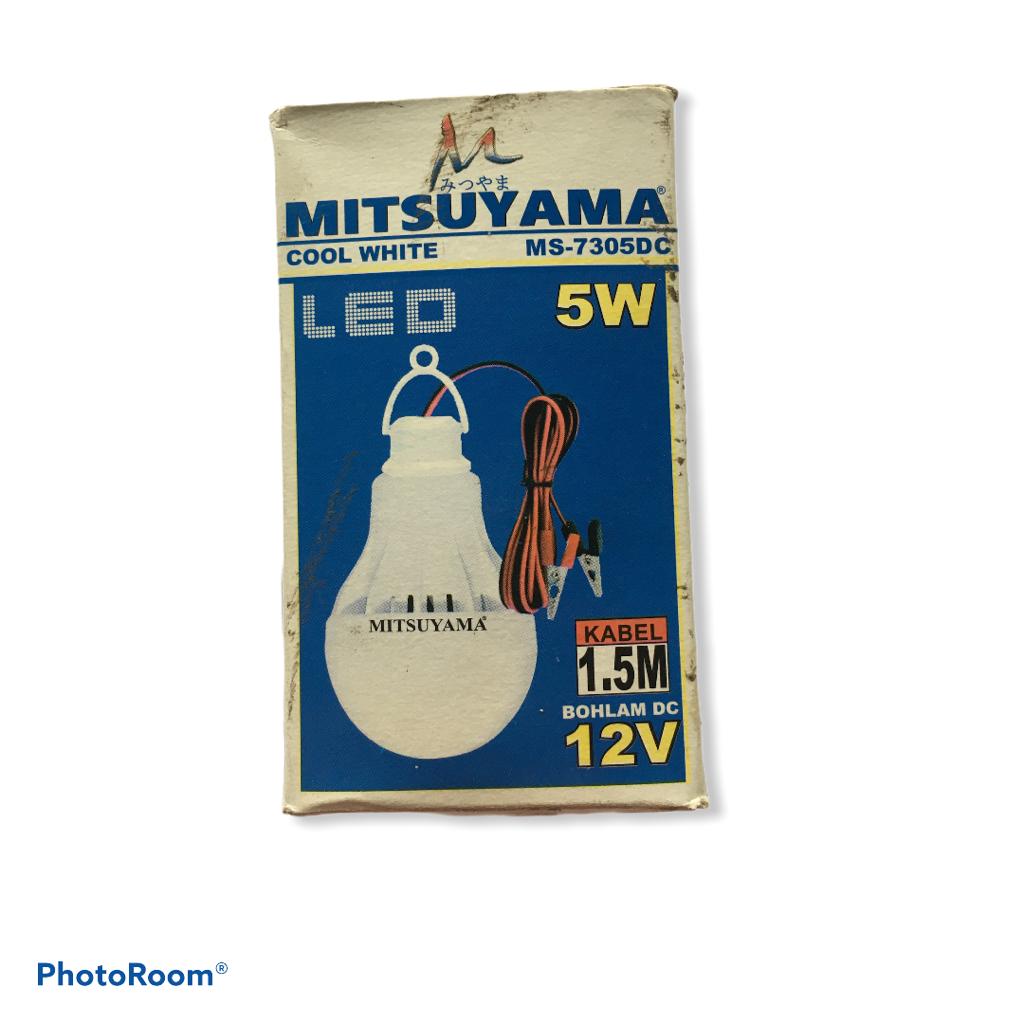 みつやま
MITSUYAMA®
COOL WHITE MS-7305DC
LED 5W
MITSUYAMA®
KABEL
1.5M
BOHLAM DC
12V
PhotoRoom®